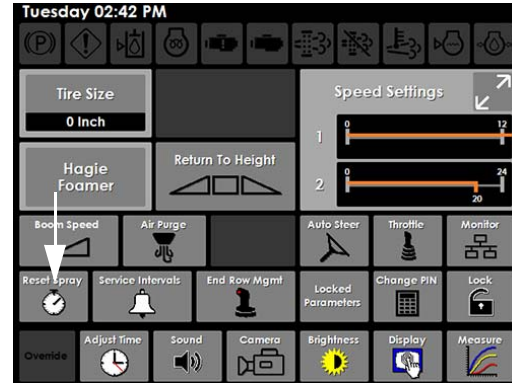 Tuesday 02:42 PM
(P)
Tire Size
0 Inch
Speed Settings
1
0
12
2
0
24
20
Hagie
Foamer
Return To Height
Boom Speed
Air Purge
Auto Steer
Throttle
Monitor
Reset Spray
Service Intervals
End Row Mgmt
Locked
Parameters
Change PIN
Lock
Override
Adjust Time
Sound
Camera
Brightness
Display
Measure